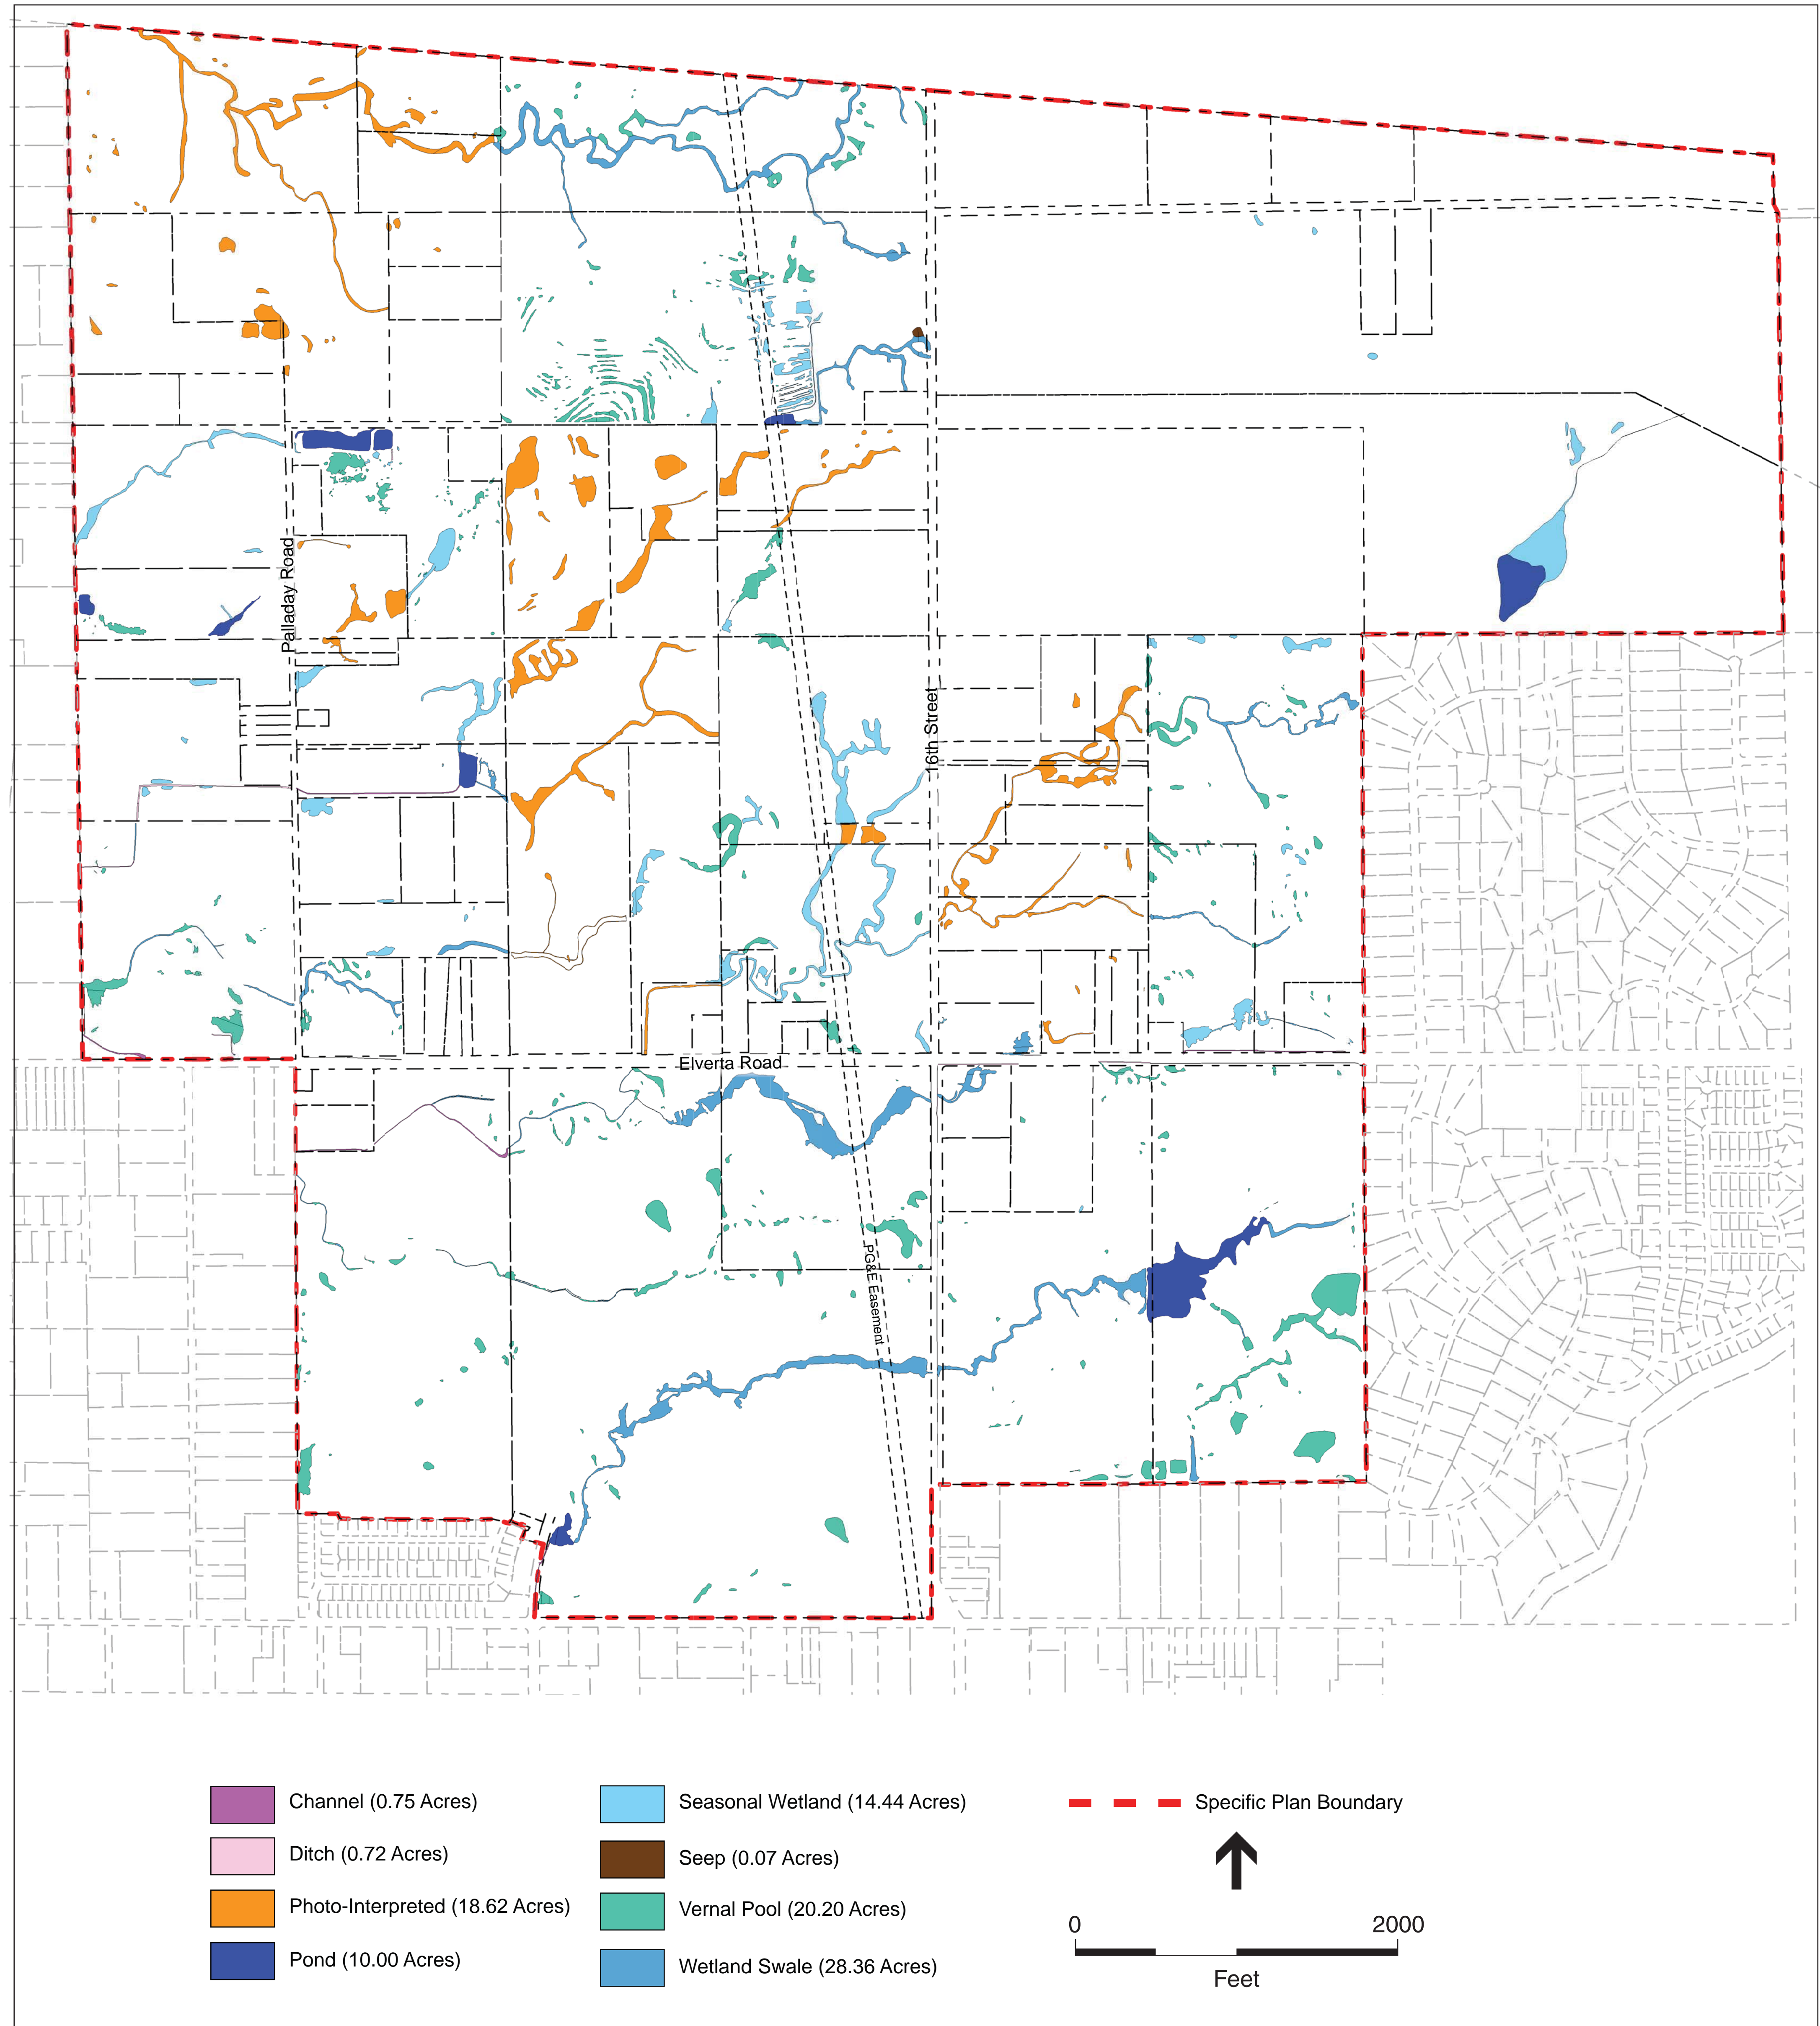 Palladay Road
16th Street
Elverta Road
PG&E Easement
Channel (0.75 Acres)
Ditch (0.72 Acres)
Photo-Interpreted (18.62 Acres)
Pond (10.00 Acres)
Seasonal Wetland (14.44 Acres)
Seep (0.07 Acres)
Vernal Pool (20.20 Acres)
Wetland Swale (28.36 Acres)
Specific Plan Boundary
0 2000
Feet